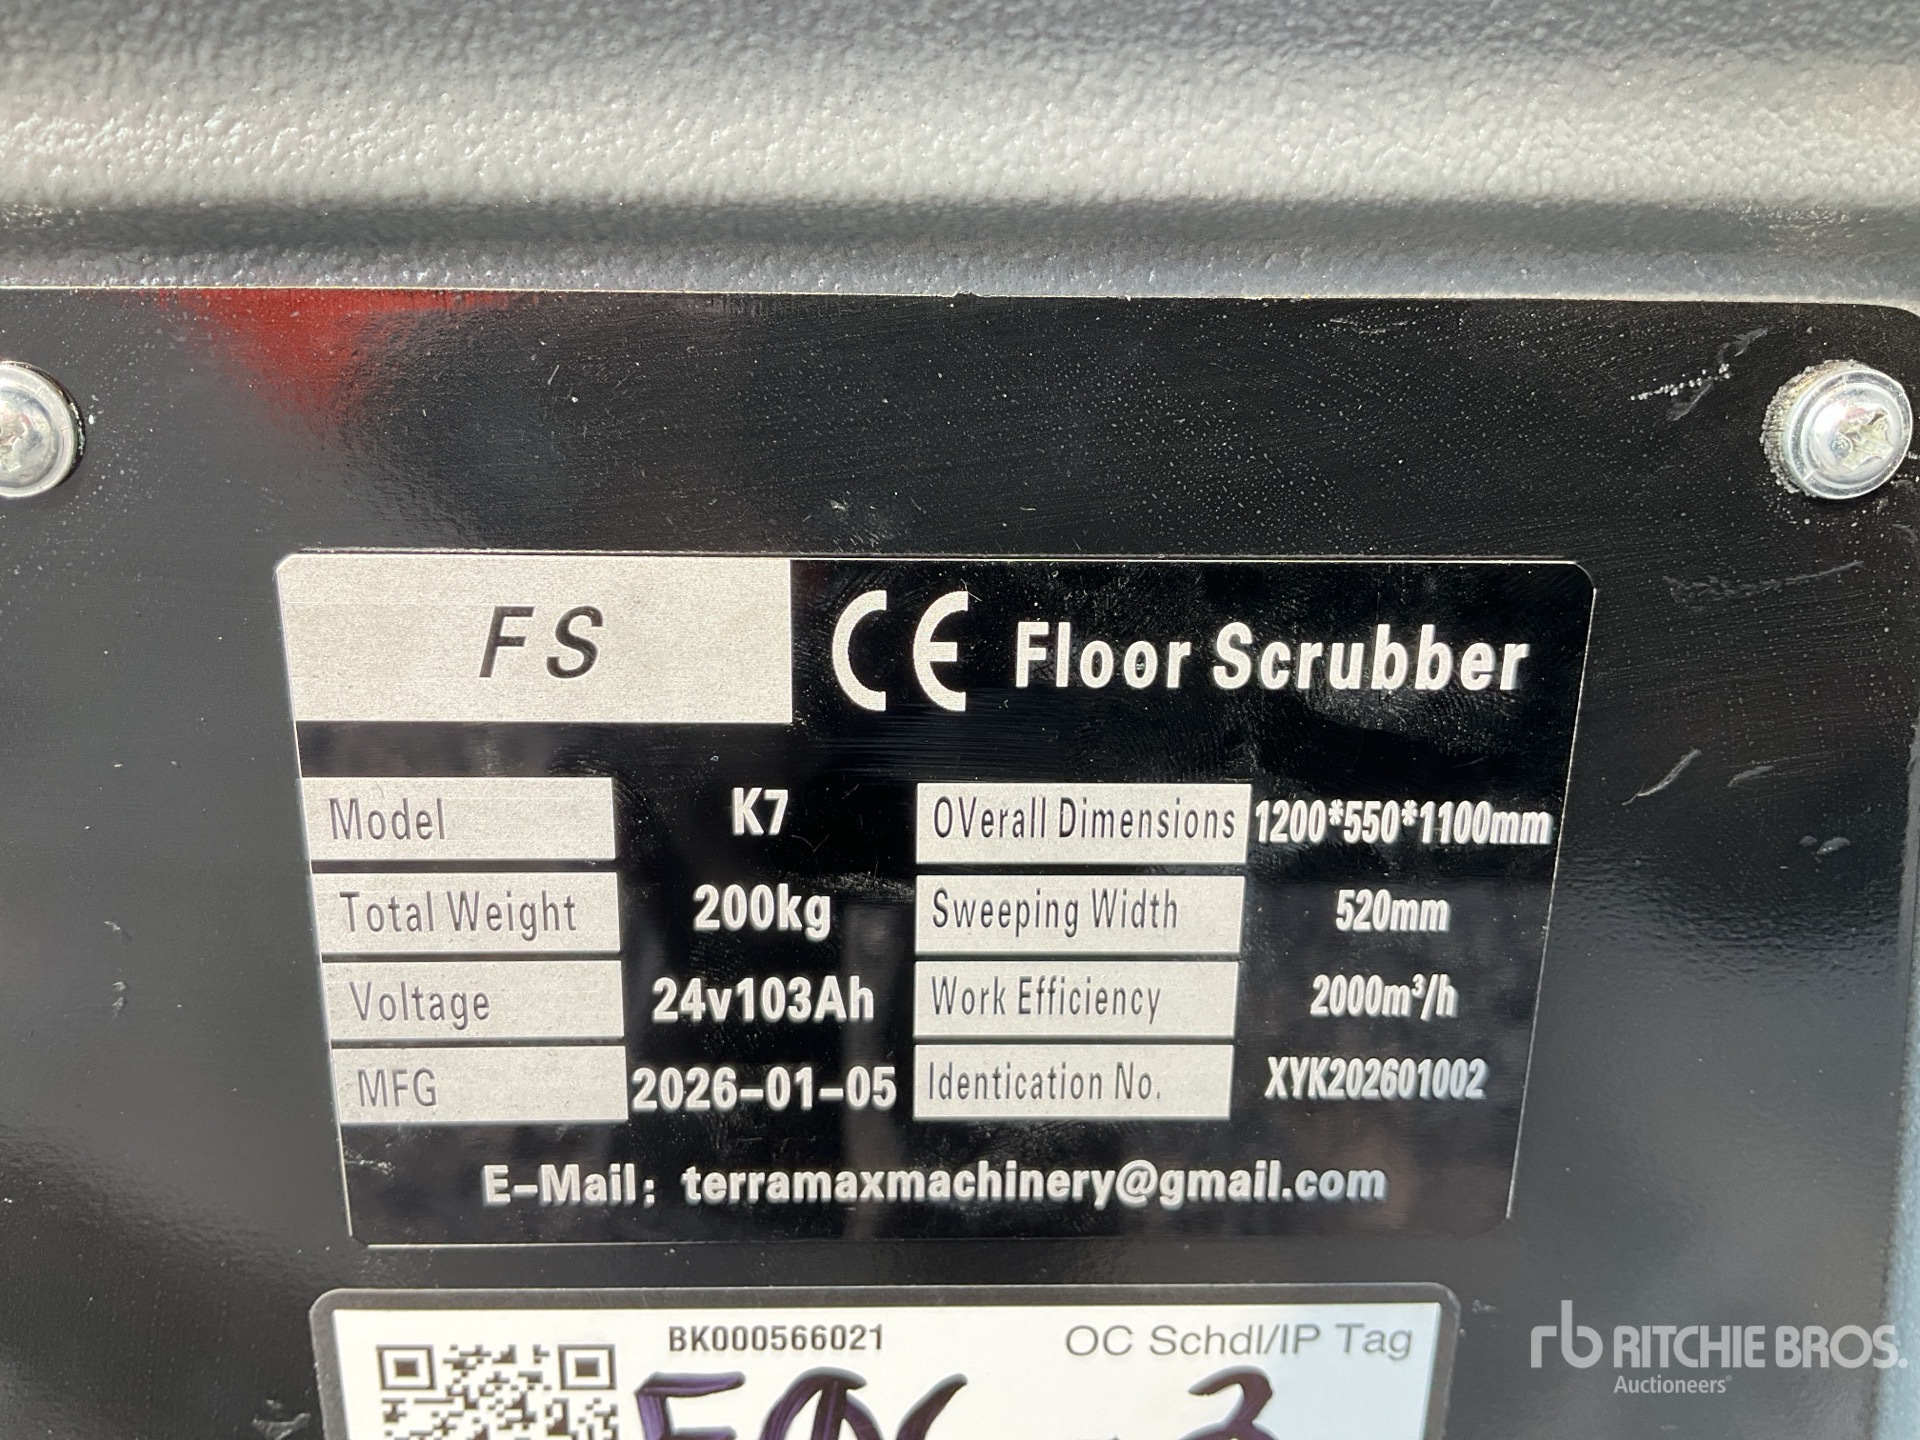 FS CE Floor Scrubber
Model K7 OVerall Dimensions 1200*550*1100mm
Total Weight 200kg Sweeping Width 520mm
Voltage 24v103Ah Work Efficiency 2000m³/h
MFG 2026-01-05 Identication No. XYK202601002
E-Mail: terramaxmachinery@gmail.com
BK000566021 OC Schdl/IP Tag
rb RITCHIE BROS.
Auctioneers